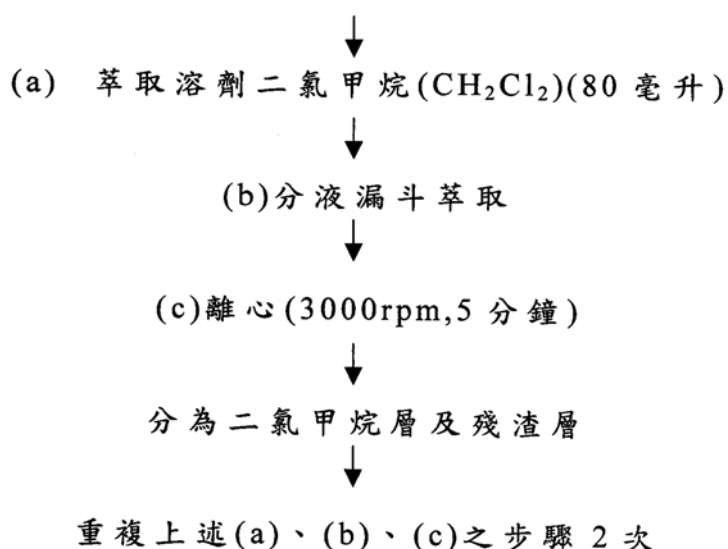 (a) 萃取溶劑二氯甲烷(CH₂Cl₂)(80 毫升)
(b)分液漏斗萃取
(c)離心(3000rpm,5 分鐘)
分為二氯甲烷層及殘渣層
重複上述(a)、(b)、(c)之步驟 2 次